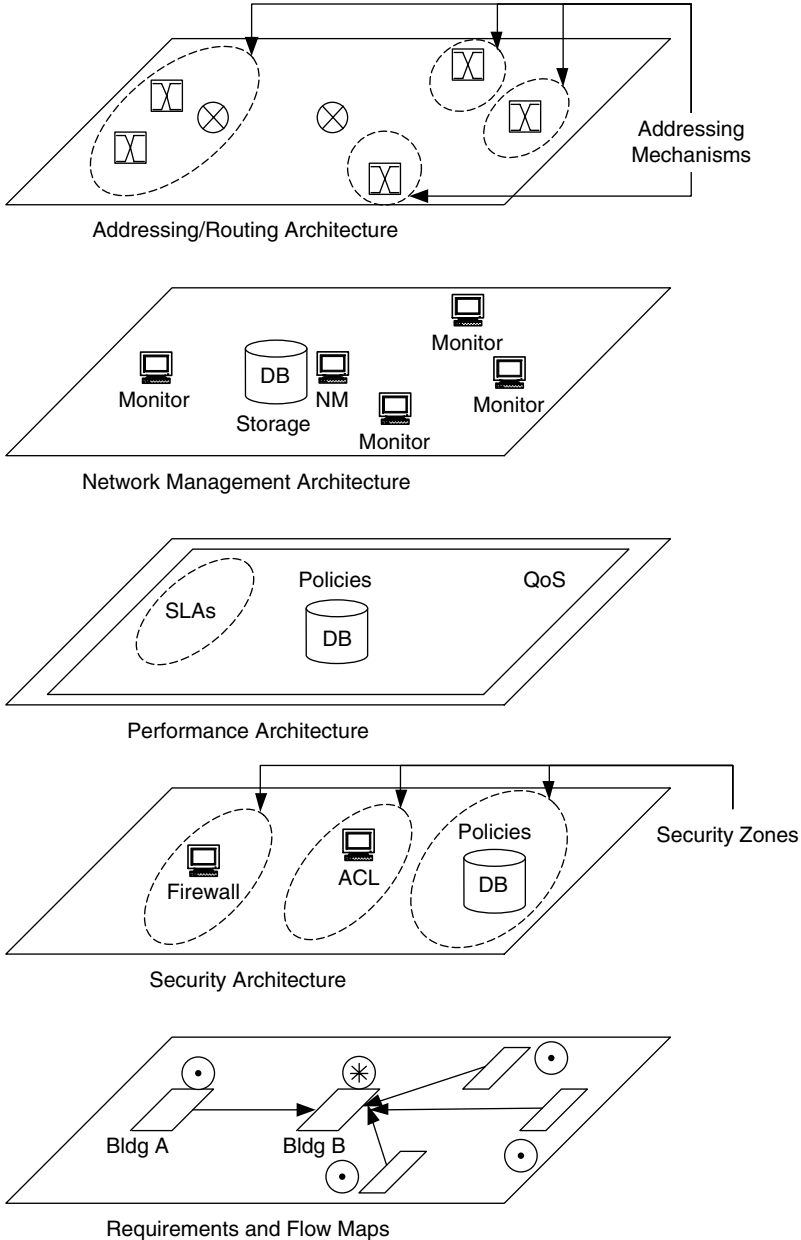 Addressing
Mechanisms
Addressing/Routing Architecture
Monitor
Monitor
DB
NM
Monitor
Storage
Monitor
Network Management Architecture
Policies
QoS
SLAs
DB
Performance Architecture
Policies
Security Zones
Firewall
ACL
DB
Security Architecture
Bldg A
Bldg B
Requirements and Flow Maps